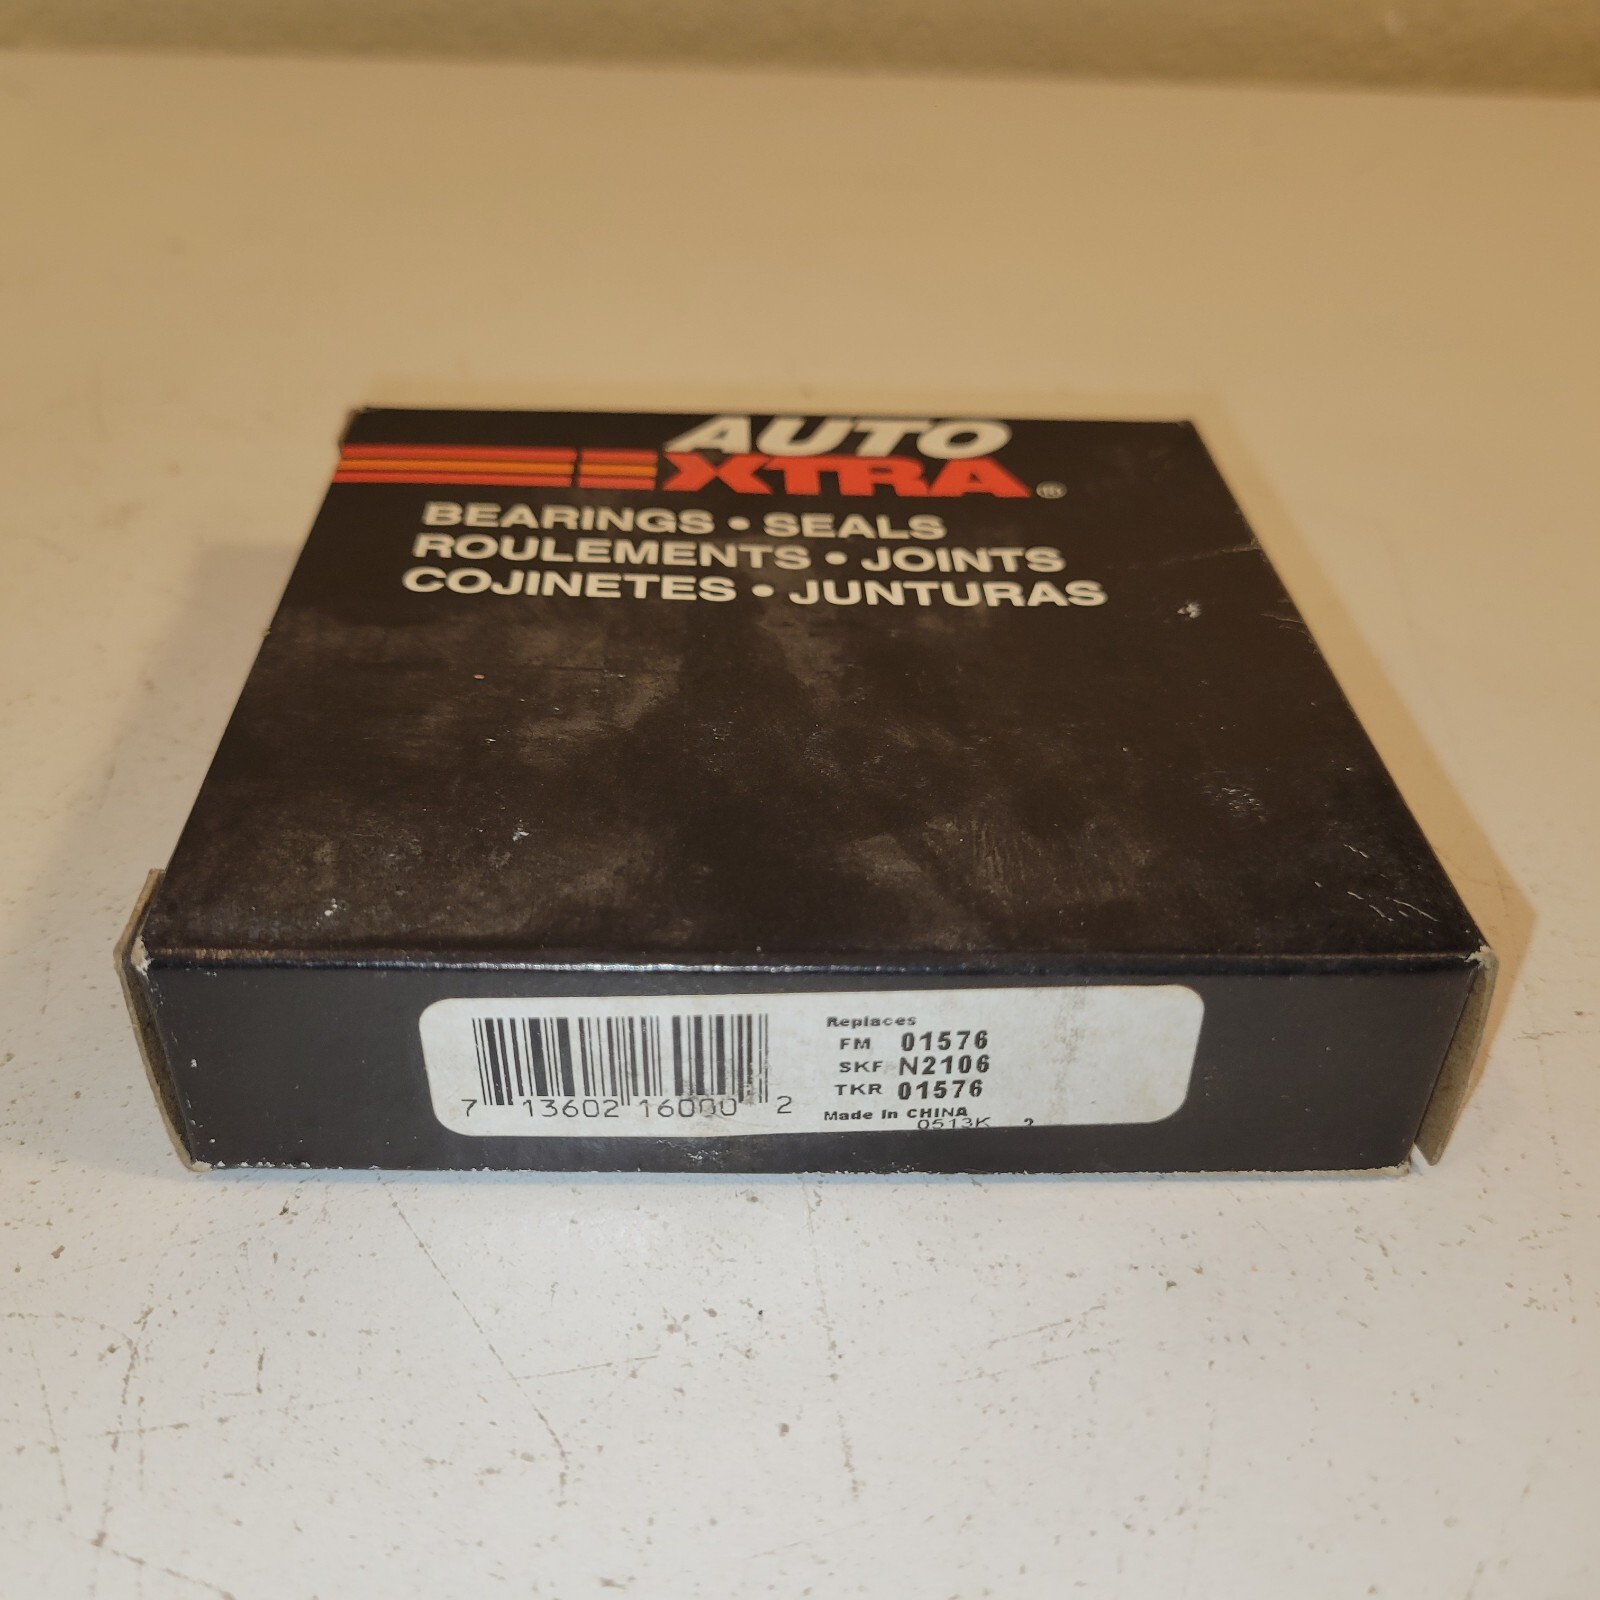 AUTO
XTRA ®
BEARINGS • SEALS
ROULEMENTS • JOINTS
COJINETES • JUNTURAS
7 13602 16000 2
Replaces
FM 01576
SKF N2106
TKR 01576
Made In CHINA
0513K 2